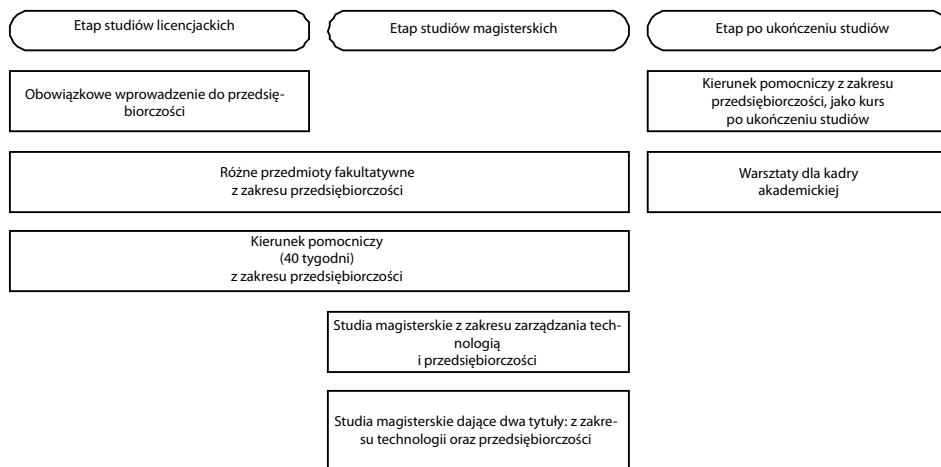 Etap studiów licencjackich
Etap studiów magisterskich
Etap po ukończeniu studiów
Obowiązkowe wprowadzenie do przedsię-
biorczości
Kierunek pomocniczy z zakresu
przedsiębiorczości, jako kurs
po ukończeniu studiów
Różne przedmioty fakultatywne
z zakresu przedsiębiorczości
Warsztaty dla kadry
akademickiej
Kierunek pomocniczy
(40 tygodni)
z zakresu przedsiębiorczości
Studia magisterskie z zakresu zarządzania tech-
nologią
i przedsiębiorczości
Studia magisterskie dające dwa tytuły: z zakre-
su technologii oraz przedsiębiorczości